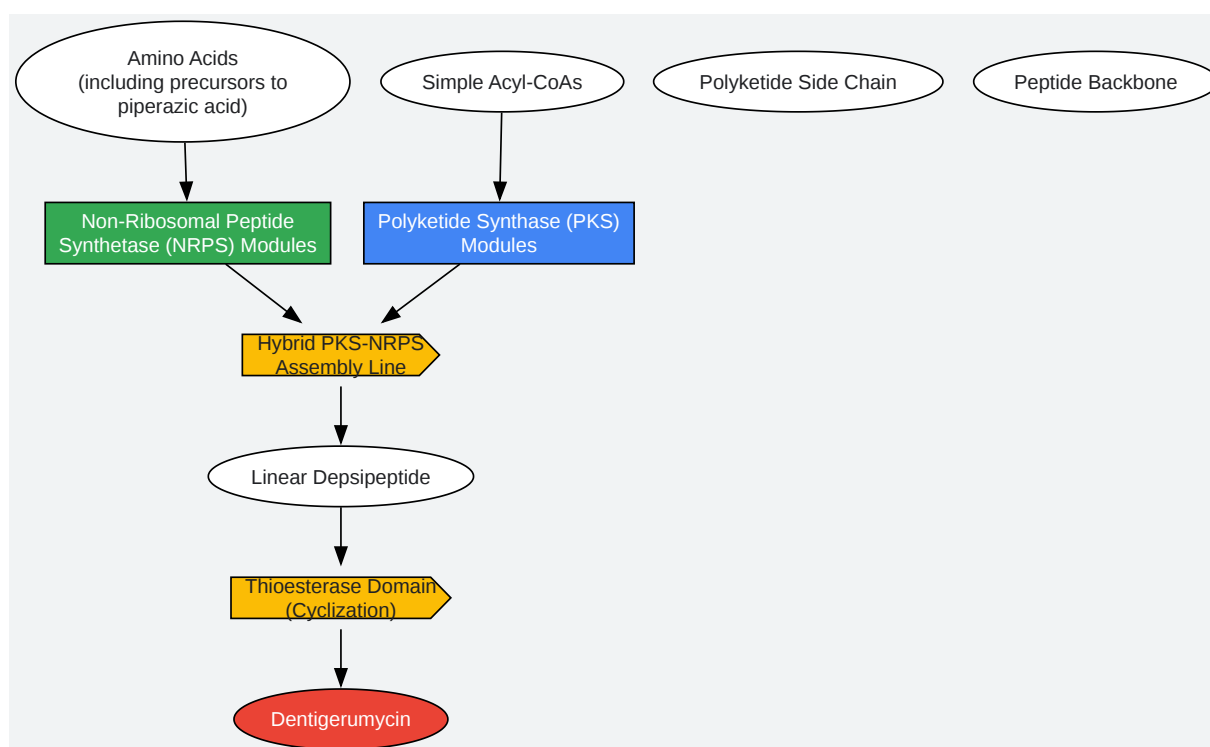 Amino Acids
(including precursors to
piperazic acid)
Simple Acyl-CoAs
Polyketide Side Chain
Peptide Backbone
Non-Ribosomal Peptide
Synthetase (NRPS) Modules
Polyketide Synthase (PKS)
Modules
Hybrid PKS-NRPS
Assembly Line
Linear Depsipeptide
Thioesterase Domain
(Cyclization)
Dentigerumycin